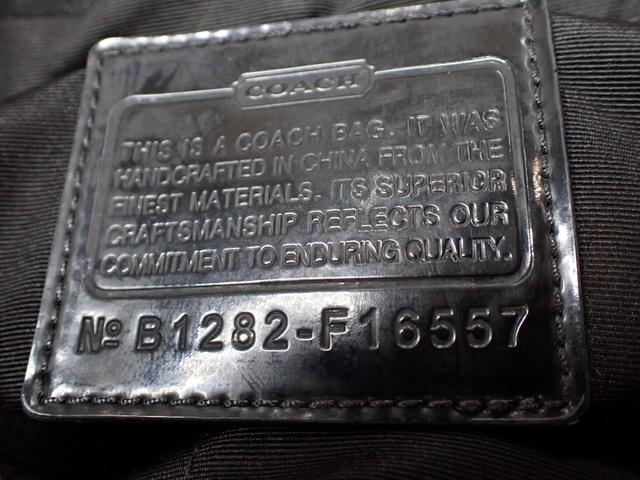 COACH
THIS IS A COACH BAG. IT WAS
HANDCRAFTED IN CHINA FROM THE
FINEST MATERIALS. ITS SUPERIOR
CRAFTSMANSHIP REFLECTS OUR
COMMITMENT TO ENDURING QUALITY.
No B1282-F16557